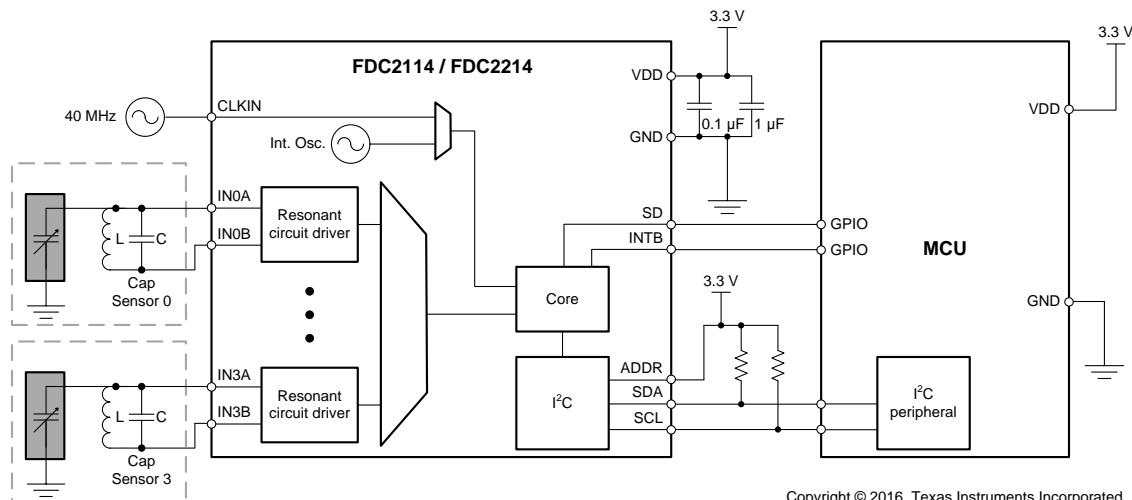 3.3 V
3.3 V
FDC2114 / FDC2214
VDD
CLKIN
40 MHz
VDD
0.1 µF
1 µF
Int. Osc.
GND
IN0A
Resonant
circuit driver
SD
GPIO
L
C
IN0B
INTB
GPIO
MCU
Cap
Sensor 0
3.3 V
Core
GND
IN3A
Resonant
circuit driver
ADDR
L
C
IN3B
I²C
SDA
I²C
peripheral
SCL
Cap
Sensor 3
Copyright © 2016, Texas Instruments Incorporated